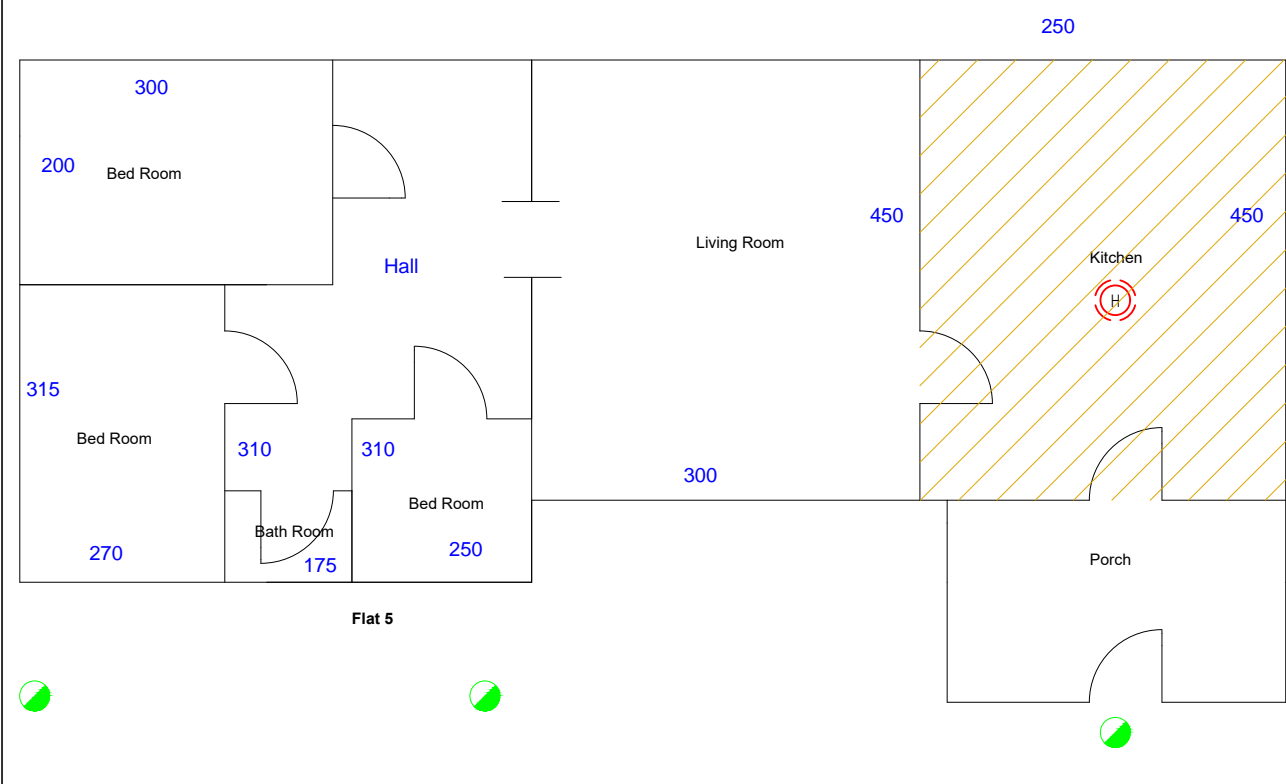 250
300
200
Bed Room
450
450
Living Room
Kitchen
Hall
H
315
Bed Room
310
310
300
Bed Room
Bath Room
270
250
175
Porch
Flat 5